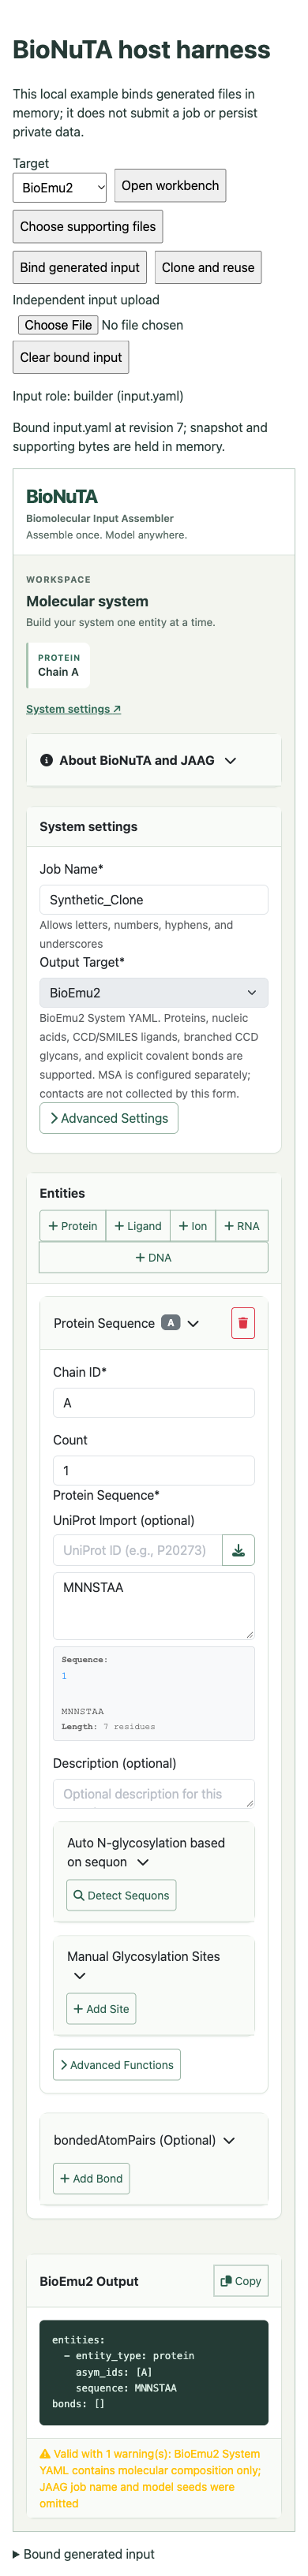 BioNuTA host harness
This local example binds generated files in
memory; it does not submit a job or persist
private data.
Target
BioEmu2
Open workbench
Choose supporting files
Bind generated input
Clone and reuse
Independent input upload
Choose File No file chosen
Clear bound input
Input role: builder (input.yaml)
Bound input.yaml at revision 7; snapshot and
supporting bytes are held in memory.
BioNuTA
Biomolecular Input Assembler
Assemble once. Model anywhere.
WORKSPACE
Molecular system
Build your system one entity at a time.
PROTEIN
Chain A
System settings ↗
About BioNuTA and JAAG
System settings
Job Name*
Synthetic_Clone
Allows letters, numbers, hyphens, and
underscores
Output Target*
BioEmu2
BioEmu2 System YAML. Proteins, nucleic
acids, CCD/SMILES ligands, branched CCD
glycans, and explicit covalent bonds are
supported. MSA is configured separately;
contacts are not collected by this form.
Advanced Settings
Entities
+ Protein
+ Ligand
+ Ion
+ RNA
+ DNA
Protein Sequence A
Chain ID*
A
Count
1
Protein Sequence*
UniProt Import (optional)
UniProt ID (e.g., P20273)
MNNSTAA
Sequence:
1
MNNSTAA
Length: 7 residues
Description (optional)
Optional description for this
Auto N-glycosylation based
on sequon
Detect Sequons
Manual Glycosylation Sites
+ Add Site
Advanced Functions
bondedAtomPairs (Optional)
+ Add Bond
BioEmu2 Output
Copy
entities:
- entity_type: protein
asym_ids: [A]
sequence: MNNSTAA
bonds: []
Valid with 1 warning(s): BioEmu2 System
YAML contains molecular composition only;
JAAG job name and model seeds were
omitted
Bound generated input